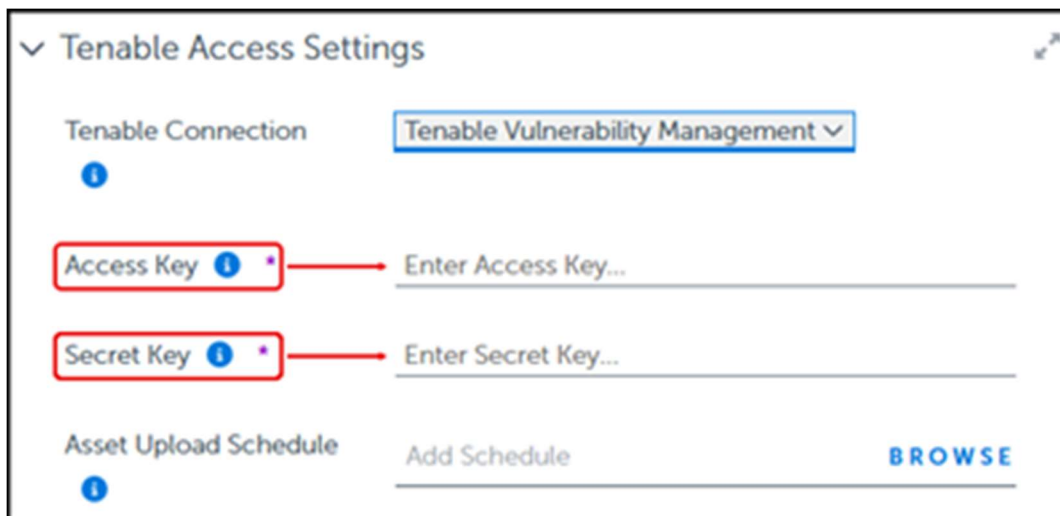 Tenable Access Settings
Tenable Connection Tenable Vulnerability Management
Access Key * Enter Access Key...
Secret Key * Enter Secret Key...
Asset Upload Schedule Add Schedule BROWSE